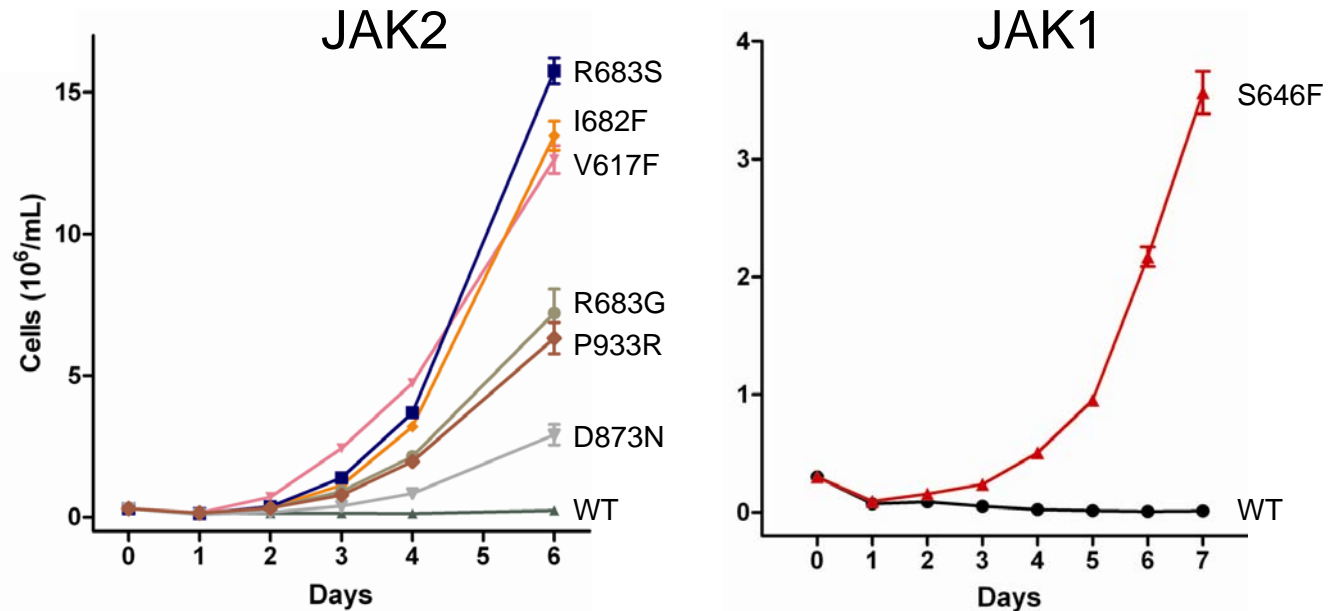 JAK2
Cells (10⁶/mL)
15
10
5
0
R683S
I682F
V617F
R683G
P933R
D873N
WT
0 1 2 3 4 5 6
Days
JAK1
4
3
2
1
0
S646F
WT
0 1 2 3 4 5 6 7
Days